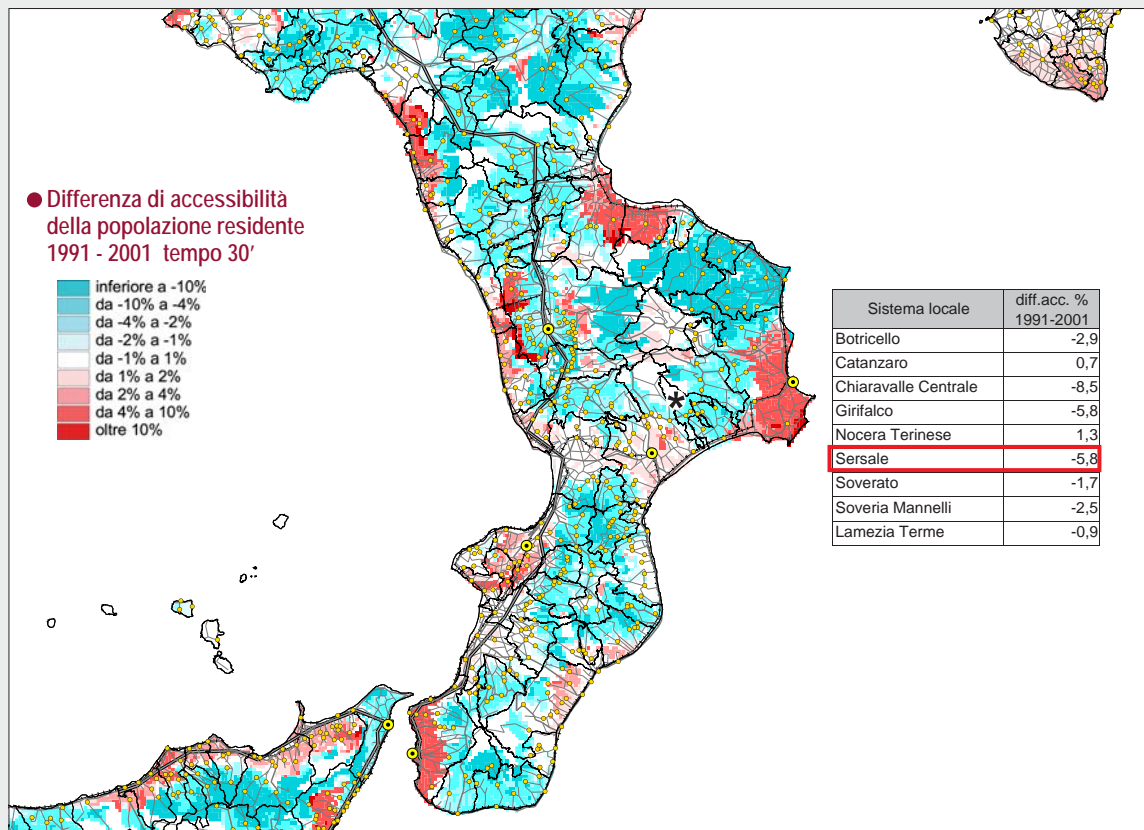 Differenza di accessibilità
della popolazione residente
1991 - 2001 tempo 30'
inferiore a -10%
da -10% a -4%
da -4% a -2%
da -2% a -1%
da -1% a 1%
da 1% a 2%
da 2% a 4%
da 4% a 10%
oltre 10%
*
Sistema locale diff.acc. %
1991-2001
Botricello -2,9
Catanzaro 0,7
Chiaravalle Centrale -8,5
Girifalco -5,8
Nocera Terinese 1,3
Sersale -5,8
Soverato -1,7
Soveria Mannelli -2,5
Lamezia Terme -0,9